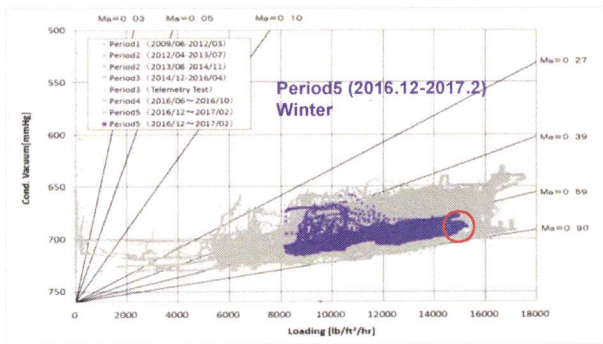 Ma=0 03 Ma=0 05 Ma=0 10
500
Period1 (2009/06-2012/03)
Period2 (2012/04-2013/07)
Period2 (2013/08-2014/11)
Period3 (2014/12-2016/04)
Period3 (Telemetry Test)
Period4 (2016/06~2016/10)
Period5 (2016/12~2017/02)
Period5 (2016/12~2017/02)
Period5 (2016.12-2017.2)
Winter
Ma=0 27
550
600
Ma=0 39
650
Ma=0 59
Ma=0 90
700
750
Cond. Vacuum[mmHg]
0 2000 4000 6000 8000 10000 12000 14000 16000 18000
Loading [lb/ft²/hr]